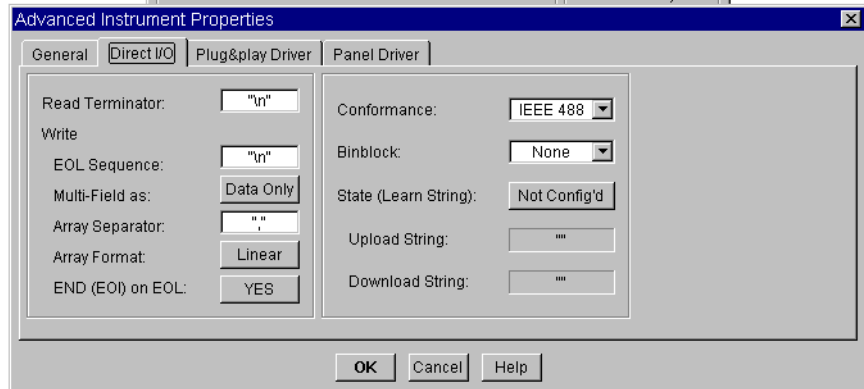 Advanced Instrument Properties
General Direct I/O Plug&play Driver Panel Driver
Read Terminator: "\n"
Write
EOL Sequence: "\n"
Multi-Field as: Data Only
Array Separator: ","
Array Format: Linear
END (EOI) on EOL: YES
Conformance: IEEE 488
Binblock: None
State (Learn String): Not Config'd
Upload String: ""
Download String: ""
OK Cancel Help